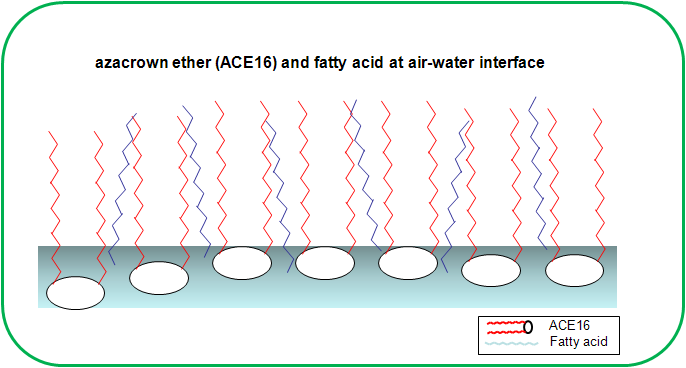 azacrown ether (ACE16) and fatty acid at air-water interface
ACE16
Fatty acid